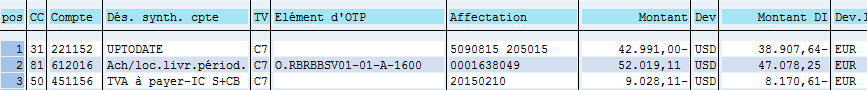 pos CC Compte Dés. synth. cpte TV Elément d'OTP Affectation Montant Dev Montant DI Dev.I
1 31 221152 UPTODATE C7 5090815 205015 42.991,00- USD 38.907,64- EUR
2 81 612016 Ach/loc.livr.périod. C7 O.RBRBBSV01-01-A-1600 0001638049 52.019,11 USD 47.078,25 EUR
3 50 451156 TVA à payer-IC S+CB C7 20150210 9.028,11- USD 8.170,61- EUR